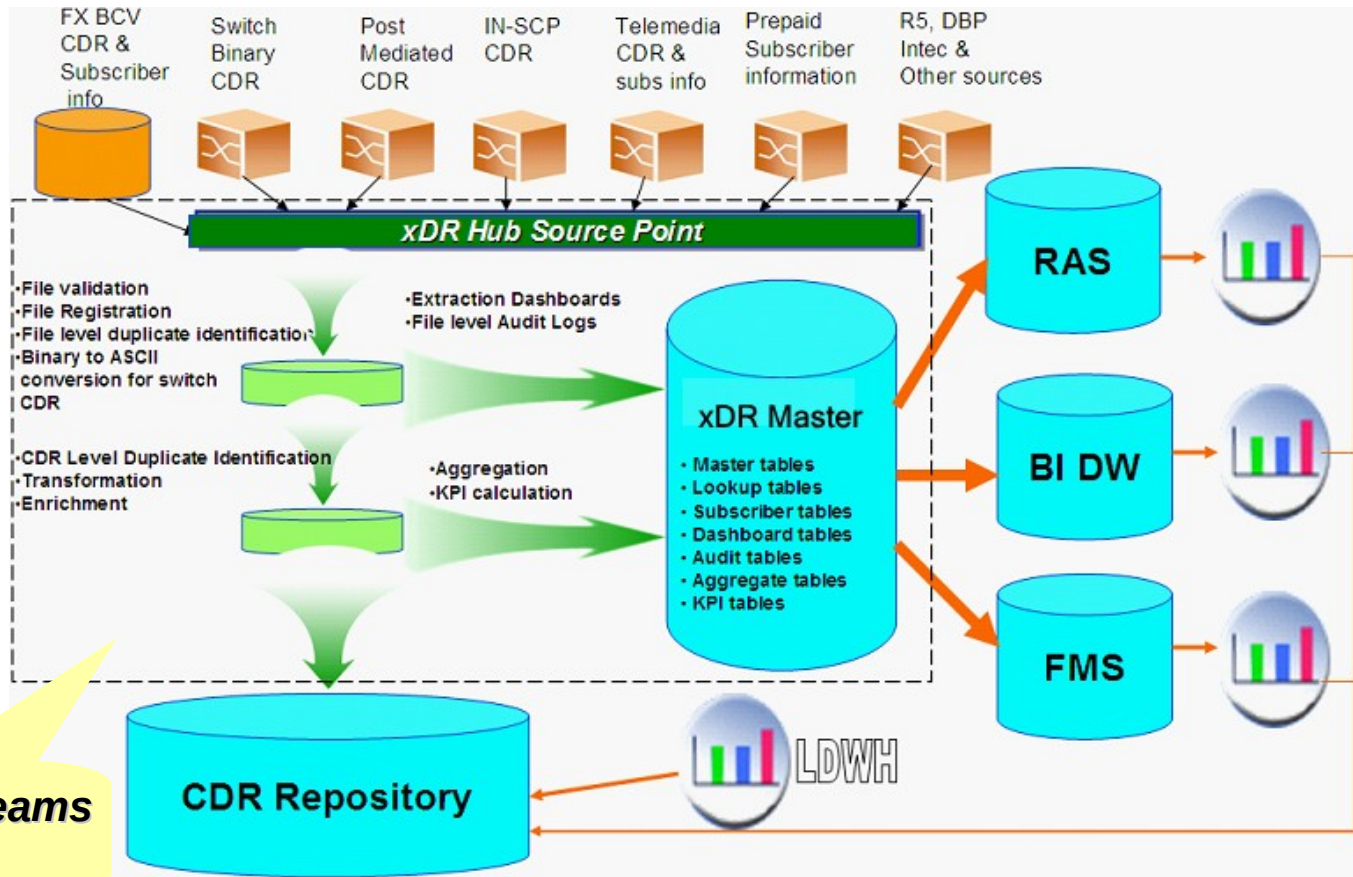 FX BCV
CDR &
Subscriber
info
Switch
Binary
CDR
Post
Mediated
CDR
IN-SCP
CDR
Telemedia
CDR &
subs info
Prepaid
Subscriber
information
R5, DBP
Intec &
Other sources
xDR Hub Source Point
•File validation
•File Registration
•File level duplicate identification
•Binary to ASCII
conversion for switch
CDR
•Extraction Dashboards
•File level Audit Logs
•CDR Level Duplicate Identification
•Transformation
•Enrichment
•Aggregation
•KPI calculation
xDR Master
• Master tables
• Lookup tables
• Subscriber tables
• Dashboard tables
• Audit tables
• Aggregate tables
• KPI tables
RAS
BI DW
FMS
CDR Repository
LDWH